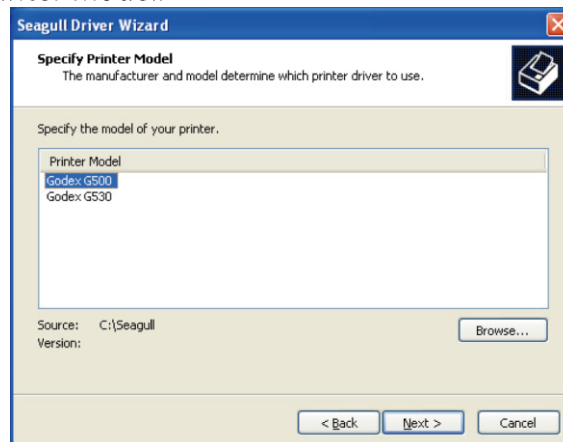 Seagull Driver Wizard
Specify Printer Model
The manufacturer and model determine which printer driver to use.
Specify the model of your printer.
Printer Model
Godex G500
Godex G530
Source: C:\Seagull
Browse...
Version:
< Back Next > Cancel